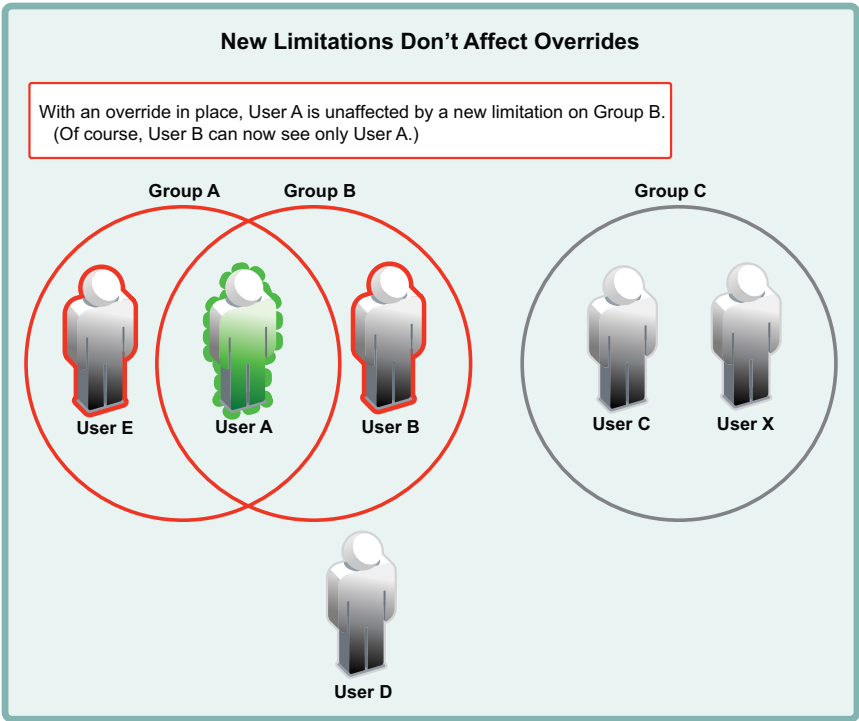 New Limitations Don't Affect Overrides
With an override in place, User A is unaffected by a new limitation on Group B.
(Of course, User B can now see only User A.)
Group A
Group B
Group C
User E
User A
User B
User C
User X
User D